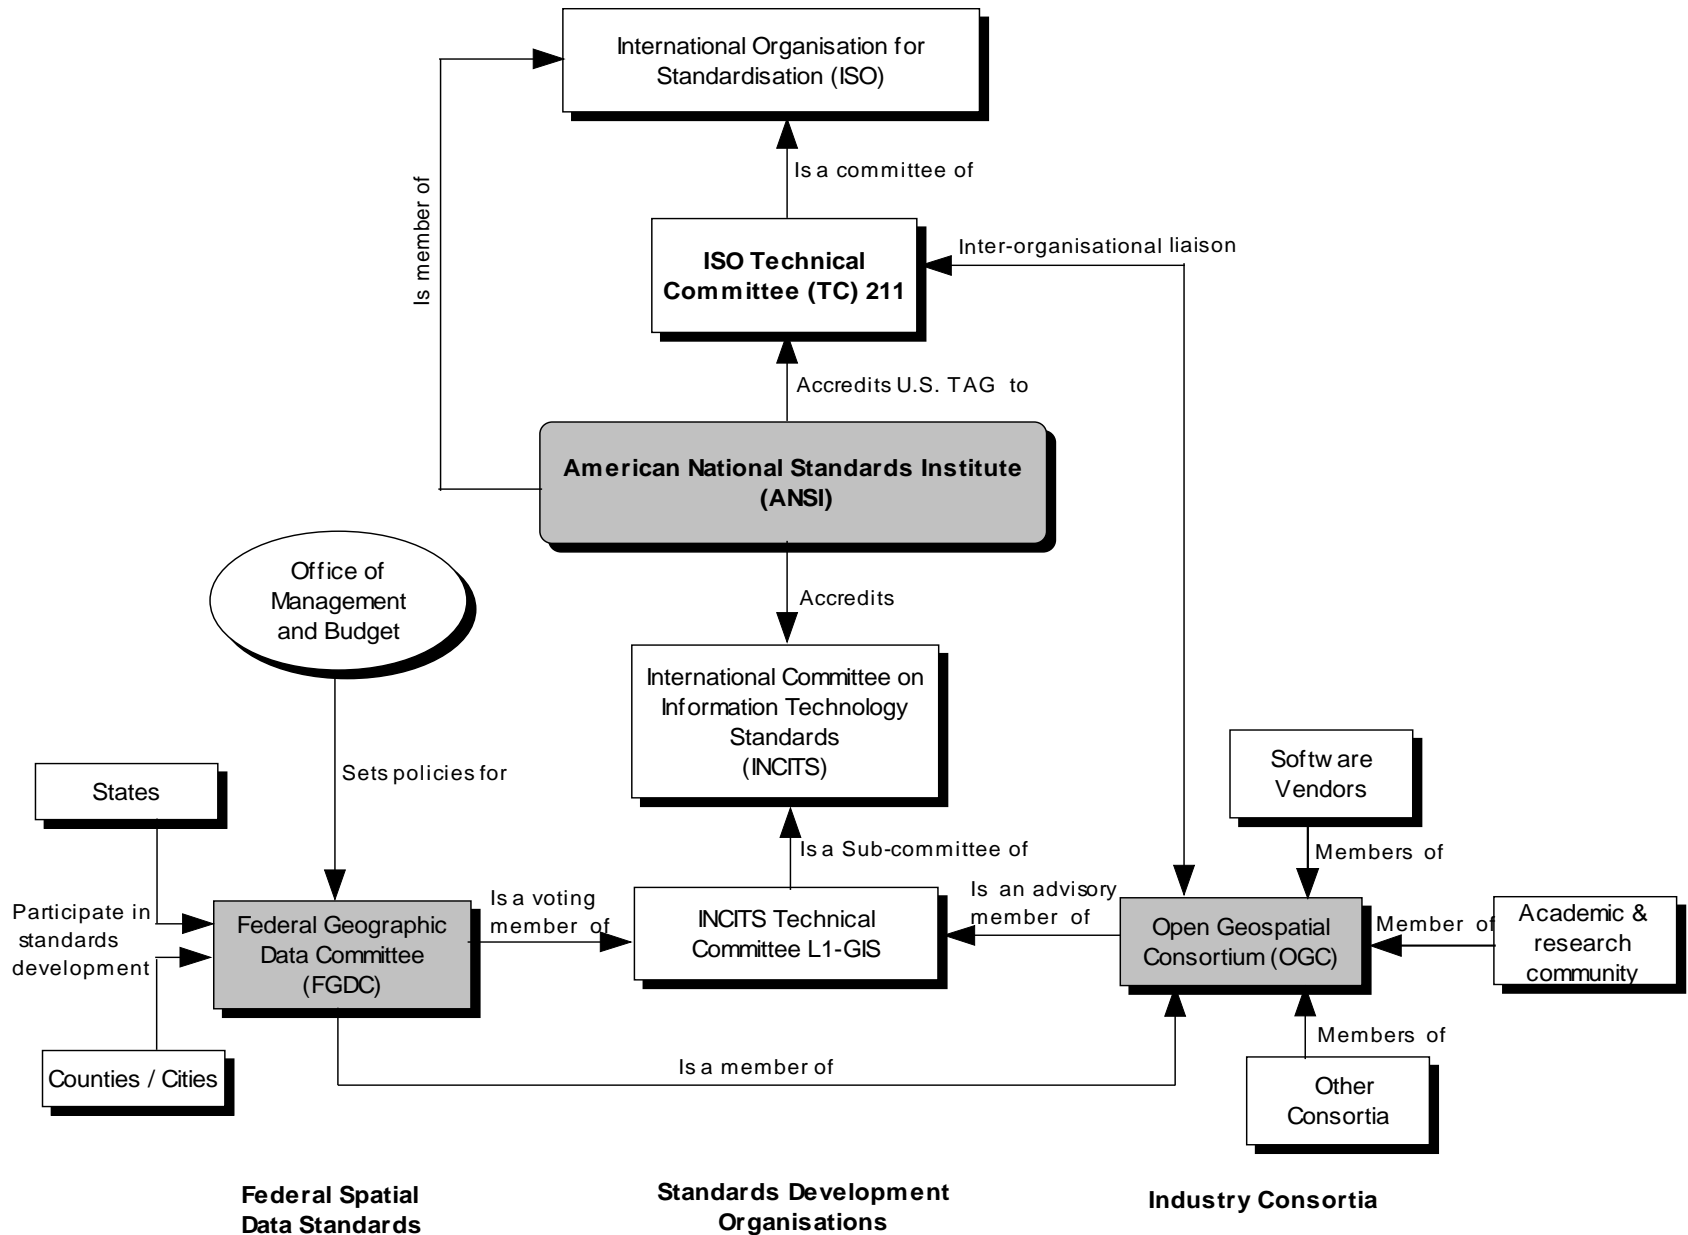 International Organisation for
Standardisation (ISO)
Is a committee of
Is member of
Inter-organisational liaison
ISO Technical
Committee (TC) 211
Accredits U.S. TAG to
American National Standards Institute
(ANSI)
Office of
Management
and Budget
Accredits
International Committee on
Information Technology
Standards
(INCITS)
Software
Vendors
States
Sets policies for
Is a Sub-committee of
Members of
Participate in
standards
development
Federal Geographic
Data Committee
(FGDC)
Is a voting
member of
INCITS Technical
Committee L1-GIS
Is an advisory
member of
Open Geospatial
Consortium (OGC)
Member of
Academic &
research
community
Counties / Cities
Is a member of
Members of
Other
Consortia
Federal Spatial
Data Standards
Standards Development
Organisations
Industry Consortia